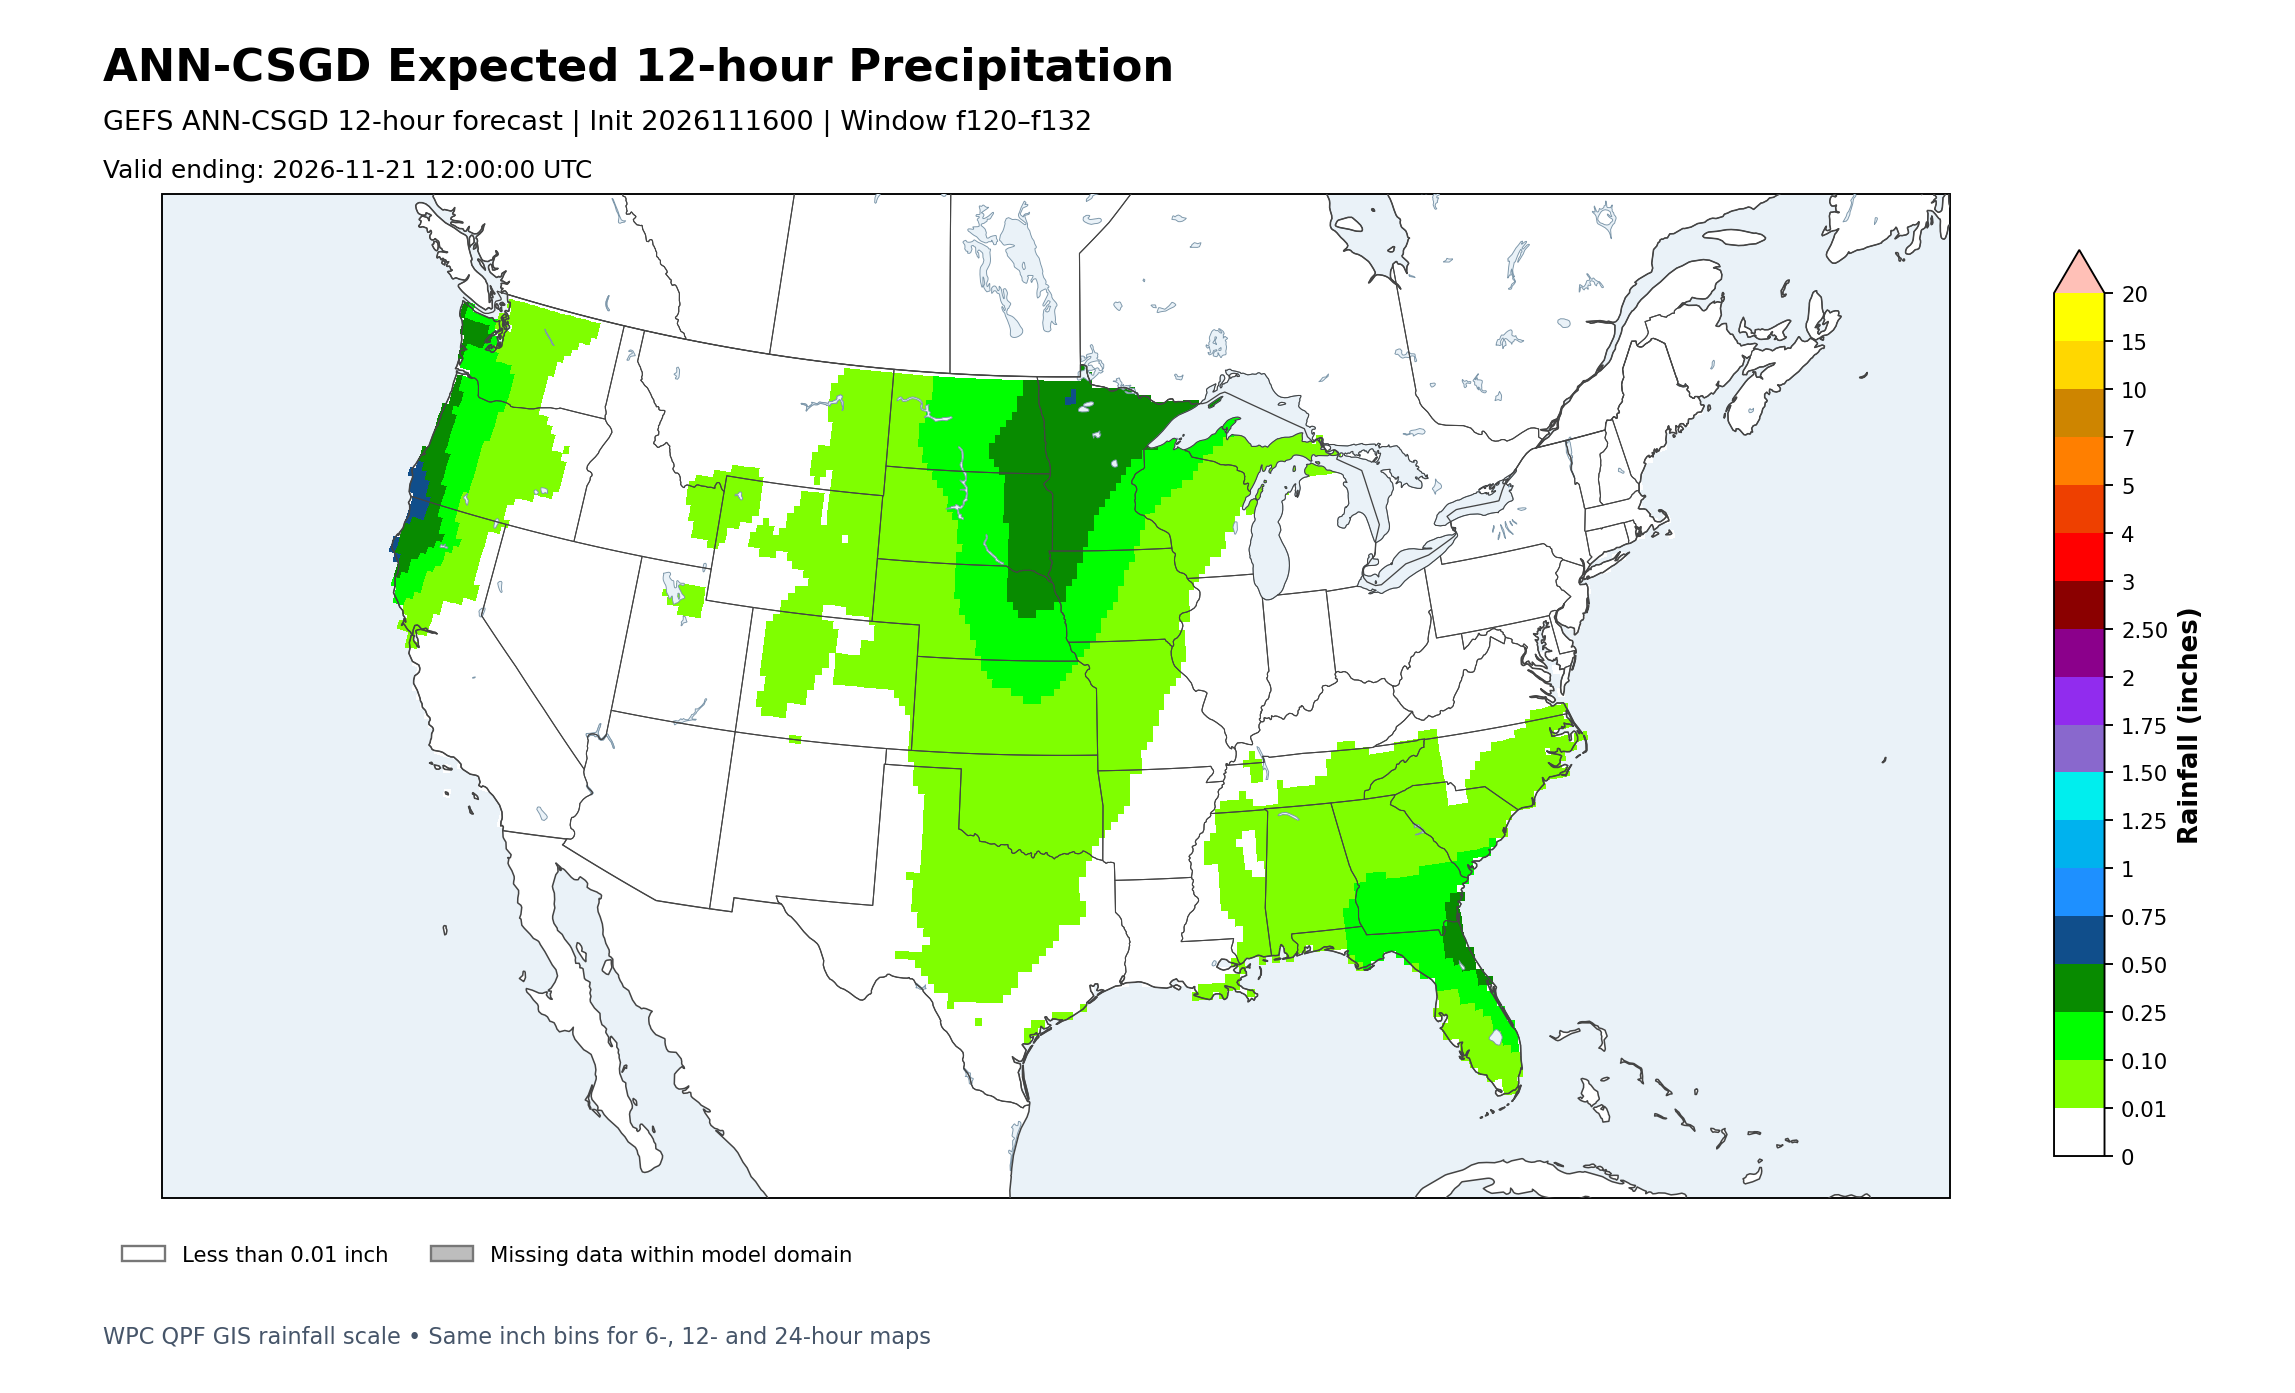 ANN-CSGD Expected 12-hour Precipitation
GEFS ANN-CSGD 12-hour forecast | Init 2026111600 | Window f120–f132
Valid ending: 2026-11-21 12:00:00 UTC
20
15
10
7
5
4
3
2.50
2
1.75
1.50
1.25
1
0.75
0.50
0.25
0.10
0.01
0
Rainfall (inches)
Less than 0.01 inch
Missing data within model domain
WPC QPF GIS rainfall scale • Same inch bins for 6-, 12- and 24-hour maps